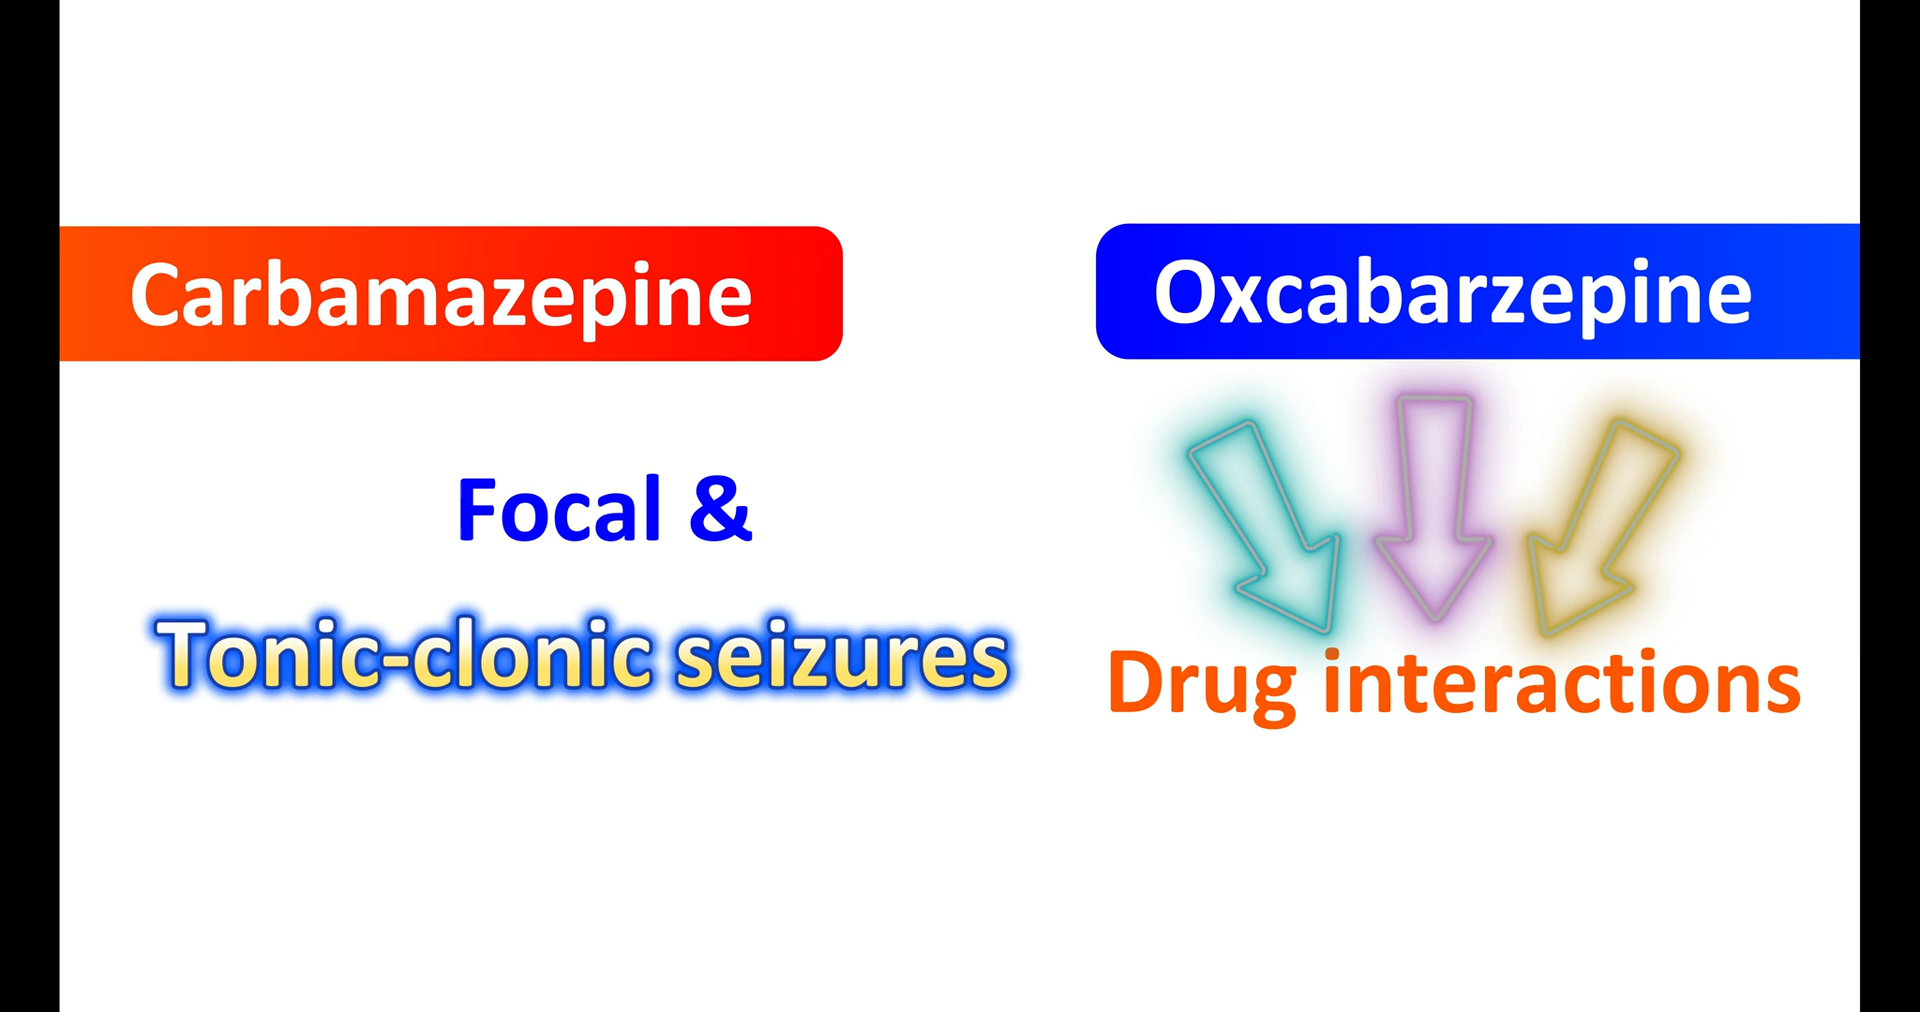 Carbamazepine
Focal &
Tonic-clonic seizures
Oxcabarzepine
Drug interactions